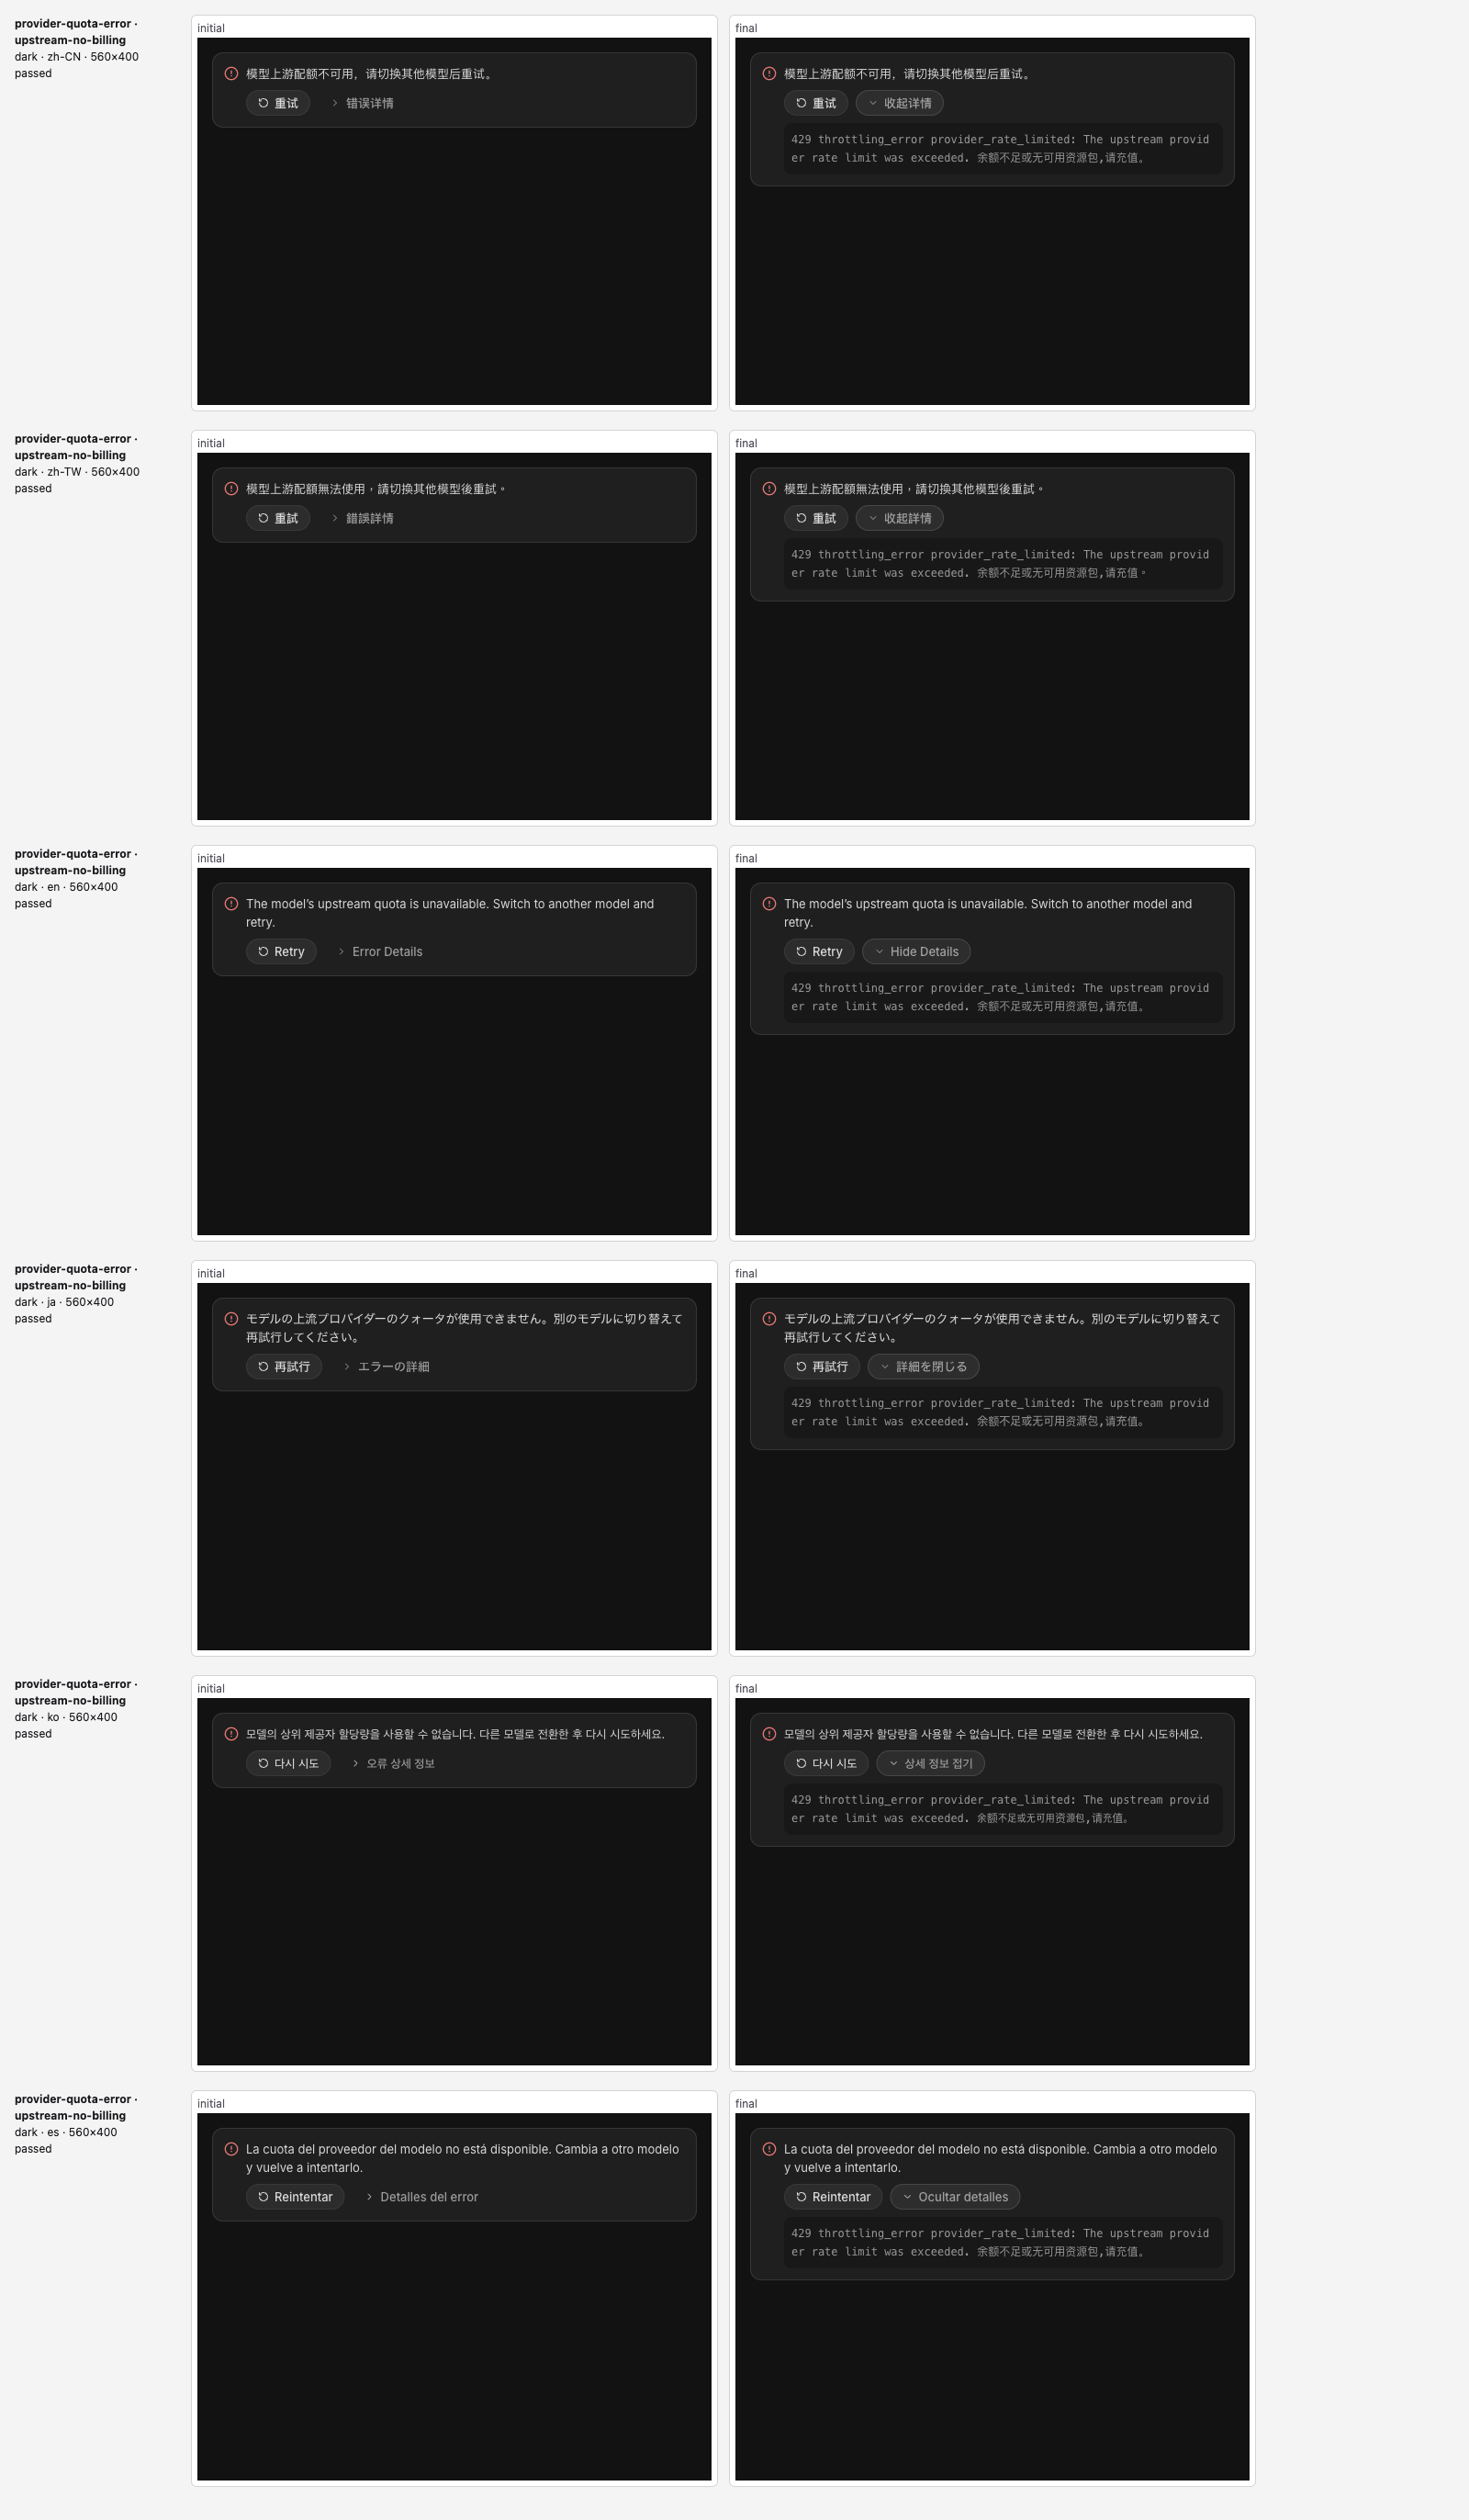 provider-quota-error ·
upstream-no-billing
dark · zh-CN · 560×400
passed
initial
模型上游配额不可用，请切换其他模型后重试。
重试
错误详情
final
模型上游配额不可用，请切换其他模型后重试。
重试
收起详情
429 throttling_error provider_rate_limited: The upstream provid
er rate limit was exceeded. 余额不足或无可用资源包,请充值。
provider-quota-error ·
upstream-no-billing
dark · zh-TW · 560×400
passed
initial
模型上游配額無法使用，請切換其他模型後重試。
重試
錯誤詳情
final
模型上游配額無法使用，請切換其他模型後重試。
重試
收起詳情
429 throttling_error provider_rate_limited: The upstream provid
er rate limit was exceeded. 余额不足或无可用资源包,请充值。
provider-quota-error ·
upstream-no-billing
dark · en · 560×400
passed
initial
The model’s upstream quota is unavailable. Switch to another model and
retry.
Retry
Error Details
final
The model’s upstream quota is unavailable. Switch to another model and
retry.
Retry
Hide Details
429 throttling_error provider_rate_limited: The upstream provid
er rate limit was exceeded. 余额不足或无可用资源包,请充值。
provider-quota-error ·
upstream-no-billing
dark · ja · 560×400
passed
initial
モデルの上流プロバイダーのクォータが使用できません。別のモデルに切り替えて
再試行してください。
再試行
エラーの詳細
final
モデルの上流プロバイダーのクォータが使用できません。別のモデルに切り替えて
再試行してください。
再試行
詳細を閉じる
429 throttling_error provider_rate_limited: The upstream provid
er rate limit was exceeded. 余额不足或无可用资源包,请充值。
provider-quota-error ·
upstream-no-billing
dark · ko · 560×400
passed
initial
모델의 상위 제공자 할당량을 사용할 수 없습니다. 다른 모델로 전환한 후 다시 시도하세요.
다시 시도
오류 상세 정보
final
모델의 상위 제공자 할당량을 사용할 수 없습니다. 다른 모델로 전환한 후 다시 시도하세요.
다시 시도
상세 정보 접기
429 throttling_error provider_rate_limited: The upstream provid
er rate limit was exceeded. 余额不足或无可用资源包,请充值。
provider-quota-error ·
upstream-no-billing
dark · es · 560×400
passed
initial
La cuota del proveedor del modelo no está disponible. Cambia a otro modelo
y vuelve a intentarlo.
Reintentar
Detalles del error
final
La cuota del proveedor del modelo no está disponible. Cambia a otro modelo
y vuelve a intentarlo.
Reintentar
Ocultar detalles
429 throttling_error provider_rate_limited: The upstream provid
er rate limit was exceeded. 余额不足或无可用资源包,请充值。